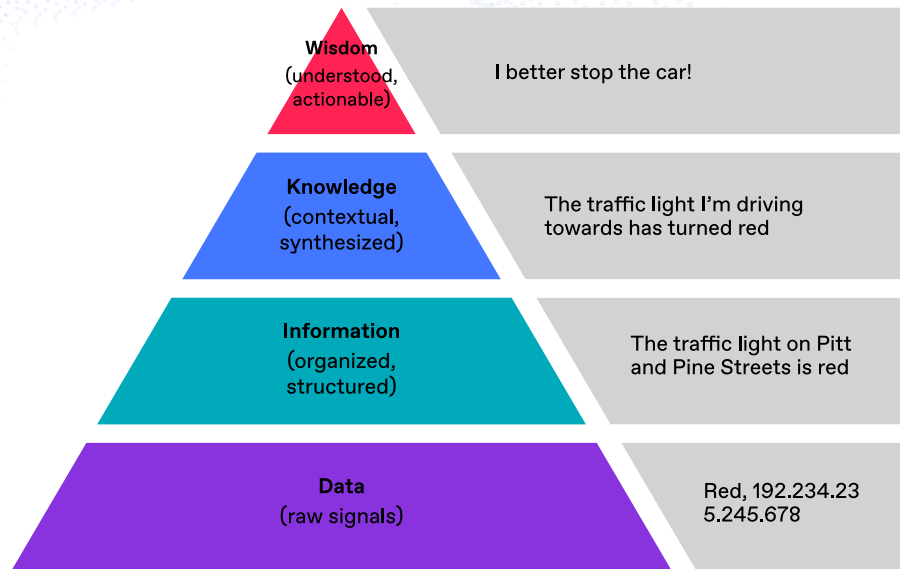 Wisdom
(understood,
actionable)
I better stop the car!
Knowledge
(contextual,
synthesized)
The traffic light I'm driving
towards has turned red
Information
(organized,
structured)
The traffic light on Pitt
and Pine Streets is red
Data
(raw signals)
Red, 192.234.23
5.245.678